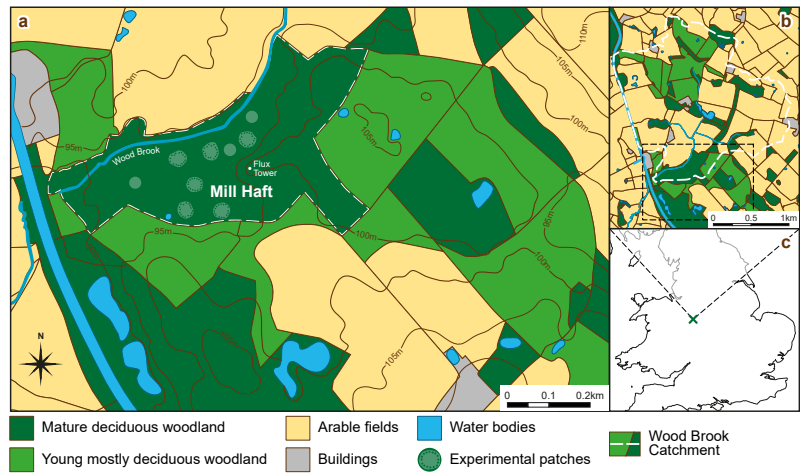 a
110m
100m
105m
105m
95m
Wood Brook
Flux
Tower
Mill Haft
95m
100m
95m
100m
105m
N
0 0.1 0.2km
b
0 0.5 1km
c
Mature deciduous woodland
Young mostly deciduous woodland
Arable fields
Buildings
Water bodies
Experimental patches
Wood Brook
Catchment